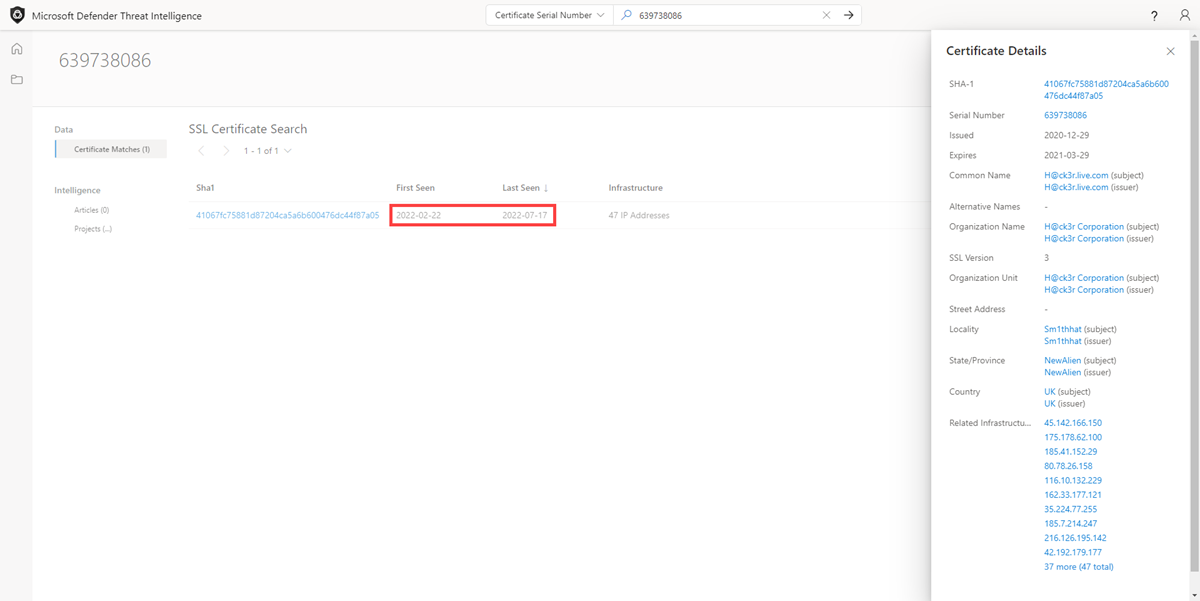 Microsoft Defender Threat Intelligence
Certificate Serial Number
639738086
?
639738086
Data
Certificate Matches (1)
Intelligence
Articles (0)
Projects (...)
SSL Certificate Search
1 - 1 of 1
Sha1 First Seen Last Seen ↓ Infrastructure
41067fc75881d87204ca5a6b600476dc44f87a05 2022-02-22 2022-07-17 47 IP Addresses
Certificate Details
SHA-1 41067fc75881d87204ca5a6b600
476dc44f87a05
Serial Number 639738086
Issued 2020-12-29
Expires 2021-03-29
Common Name H@ck3r.live.com (subject)
H@ck3r.live.com (issuer)
Alternative Names -
Organization Name H@ck3r Corporation (subject)
H@ck3r Corporation (issuer)
SSL Version 3
Organization Unit H@ck3r Corporation (subject)
H@ck3r Corporation (issuer)
Street Address -
Locality Sm1thhat (subject)
Sm1thhat (issuer)
State/Province NewAlien (subject)
NewAlien (issuer)
Country UK (subject)
UK (issuer)
Related Infrastructu... 45.142.166.150
175.178.62.100
185.41.152.29
80.78.26.158
116.10.132.229
162.33.177.121
35.224.77.255
185.7.214.247
216.126.195.142
42.192.179.177
37 more (47 total)